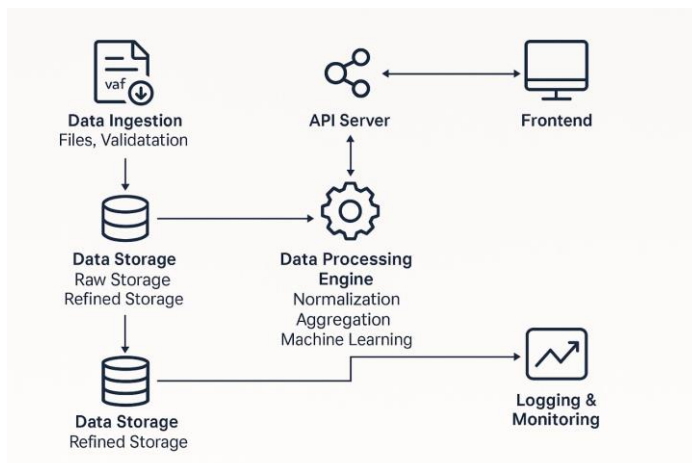 vaf
Data Ingestion
Files, Validatation
API Server
Frontend
Data Storage
Raw Storage
Refined Storage
Data Processing
Engine
Normalization
Aggregation
Machine Learning
Data Storage
Refined Storage
Logging &
Monitoring